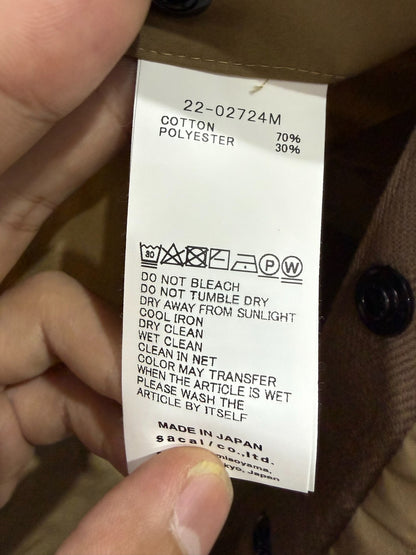 22-02724M
COTTON 70%
POLYESTER 30%
30 P W
DO NOT BLEACH
DO NOT TUMBLE DRY
DRY AWAY FROM SUNLIGHT
COOL IRON
DRY CLEAN
WET CLEAN
CLEAN IN NET
COLOR MAY TRANSFER
WHEN THE ARTICLE IS WET
PLEASE WASH THE
ARTICLE BY ITSELF
MADE IN JAPAN
sacai/co.,ltd.
Japan